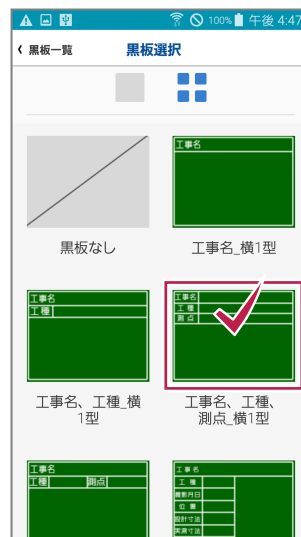 100% 午後 4:47
黒板一覧 黒板選択
工事名
黒板なし 工事名_横1型
工事名
工種
工事名
工種
測点
工事名、工種_横
1型
工事名、工種、
測点_横1型
工事名
工種 測点
工事名
工種
撮影月日
位置
設計寸法
実測寸法